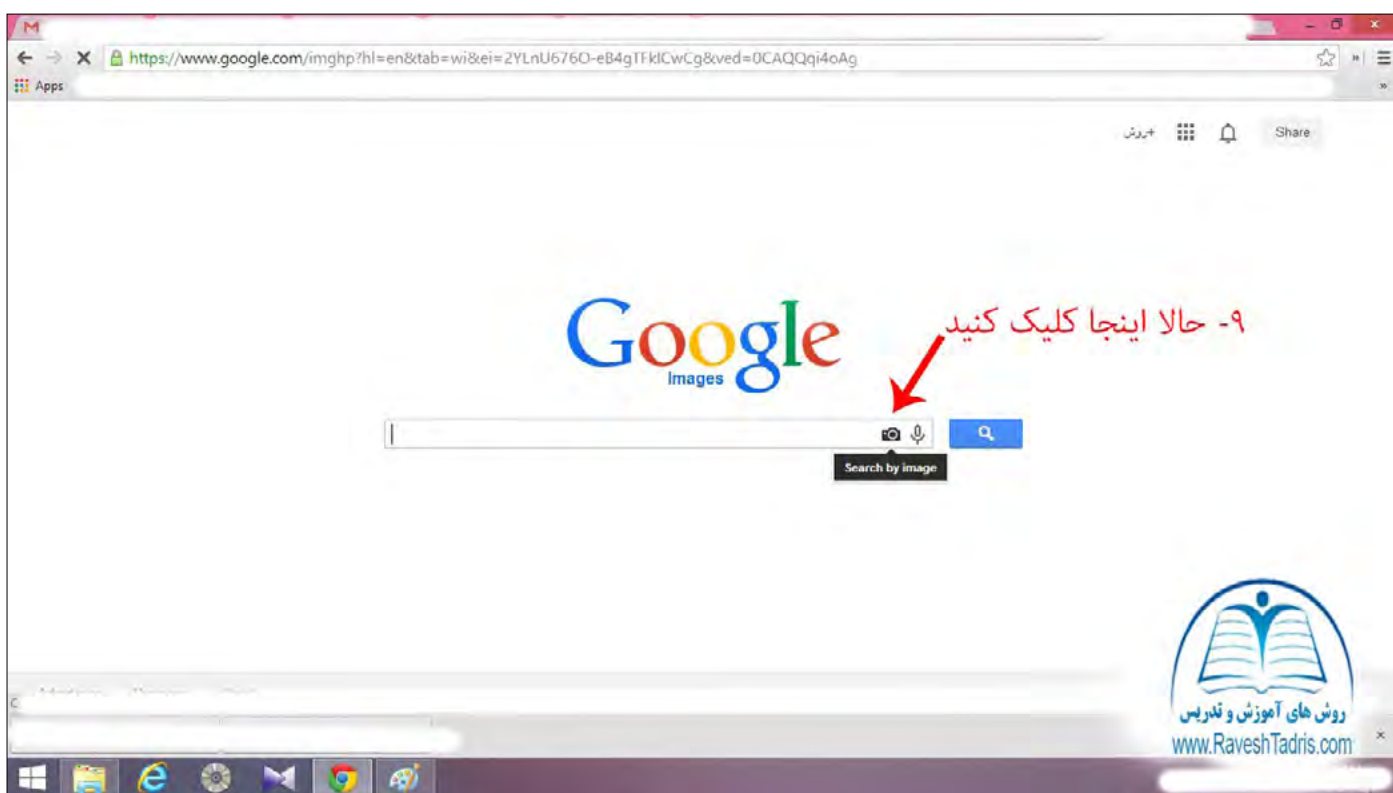 https://www.google.com/imghp?hl=en&tab=wi&ei=2YLnU676O-eB4gTFkICwCg&ved=0CAQQqi4oAg
Apps
+روش
Share
Google
Images
۹- حالا اینجا کلیک کنید
Search by image
روش های آموزش و تدریس
www.RaveshTadris.com